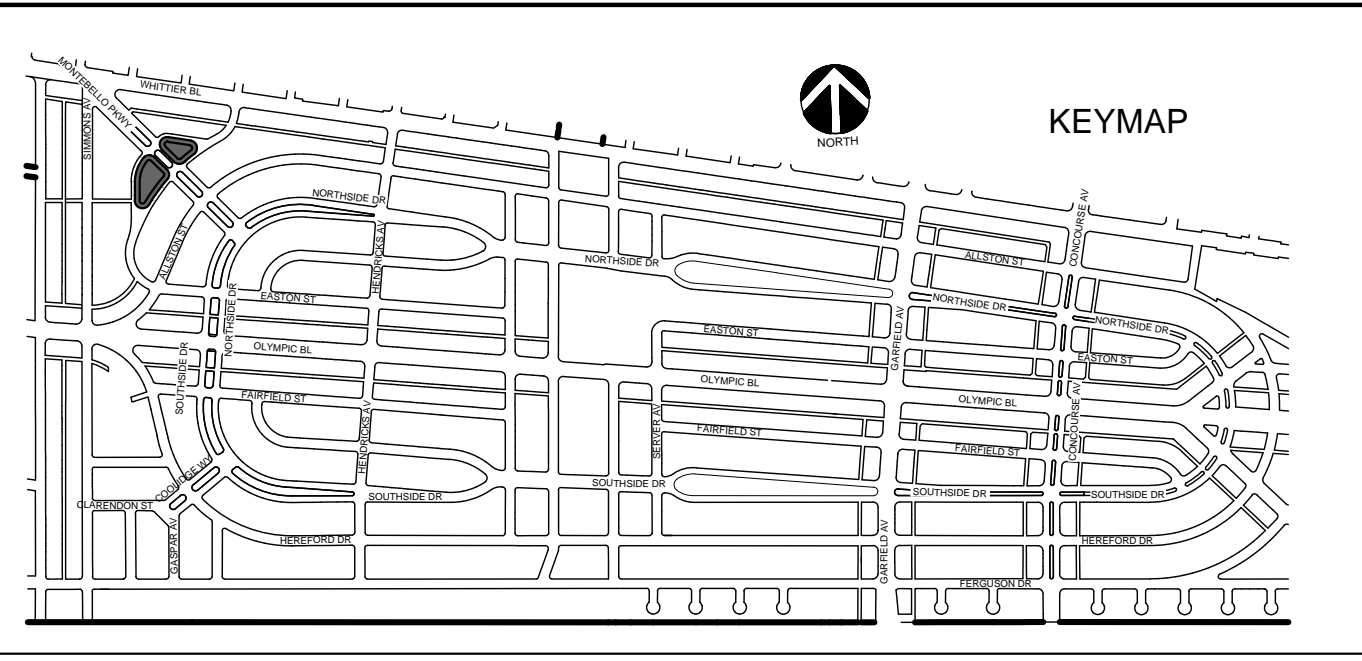 MONTEBELLO PKWY
WHITTIER BL
SIMMONS AV
NORTH
KEYMAP
NORTHSIDE DR
HENDRICKS AV
ALLSTON ST
NORTHSIDE DR
EASTON ST
OLYMPIC BL
SOUTHSIDE DR
FAIRFIELD ST
HENDRICKS AV
COOLIDGE WY
CLARENDON ST
GASPAR AV
SOUTHSIDE DR
HEREFORD DR
NORTHSIDE DR
EASTON ST
OLYMPIC BL
SERVER AV
FAIRFIELD ST
SOUTHSIDE DR
GARFIELD AV
GARFIELD AV
CONCOURSE AV
ALLSTON ST
NORTHSIDE DR
NORTHSIDE DR
EASTON ST
OLYMPIC BL
CONCOURSE AV
FAIRFIELD ST
SOUTHSIDE DR
SOUTHSIDE DR
HEREFORD DR
FERGUSON DR